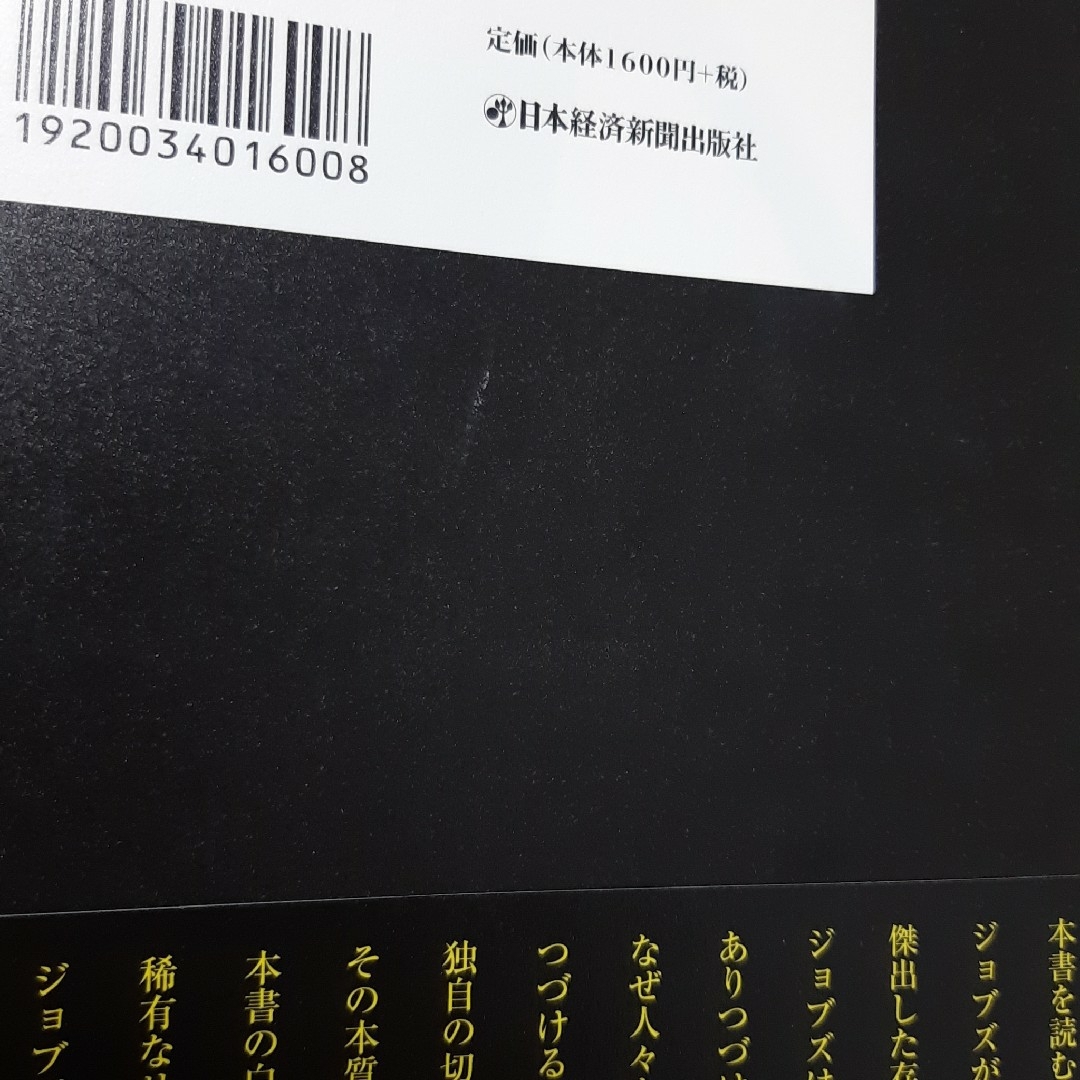 定価(本体1600円+税)
日本経済新聞出版社
1920034016008
本書を読む
ジョブズが
傑出した存
ジョブズは
ありつづけ
なぜ人々
つづける
独自の切
その本質
本書の
稀有な
ジョブ